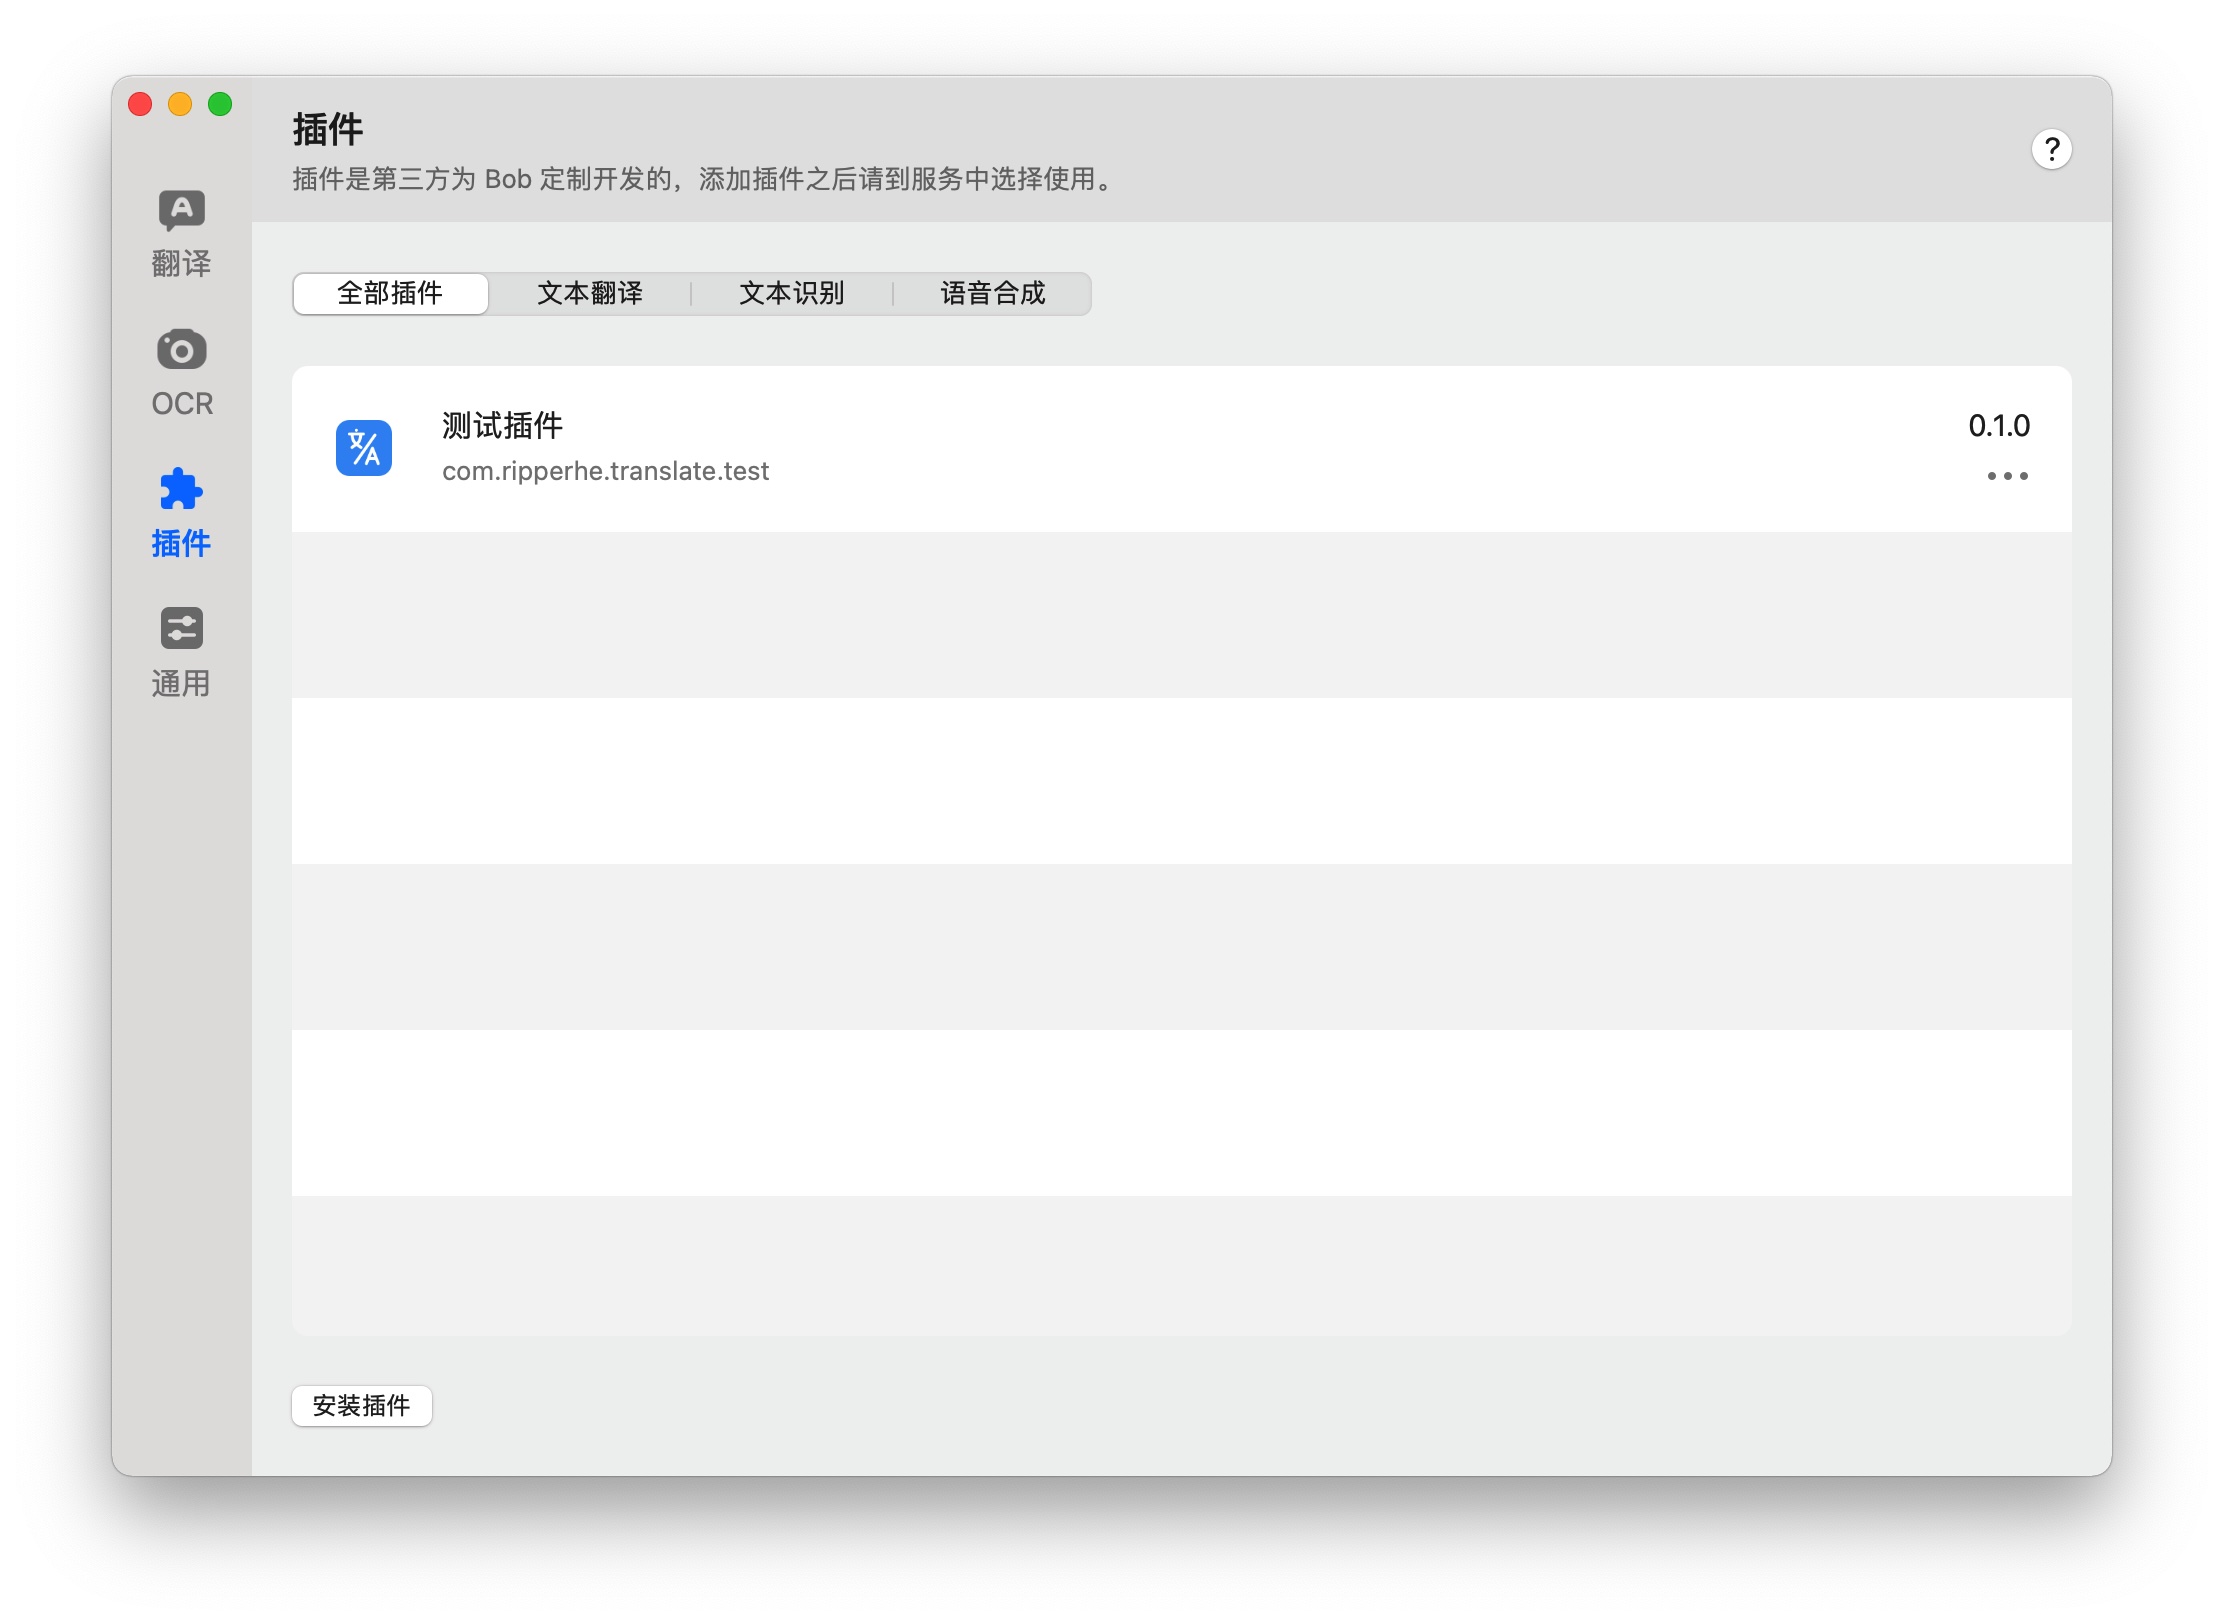 翻译
OCR
插件
通用
插件
插件是第三方为 Bob 定制开发的，添加插件之后请到服务中选择使用。
?
全部插件
文本翻译
文本识别
语音合成
测试插件
0.1.0
com.ripperhe.translate.test
安装插件